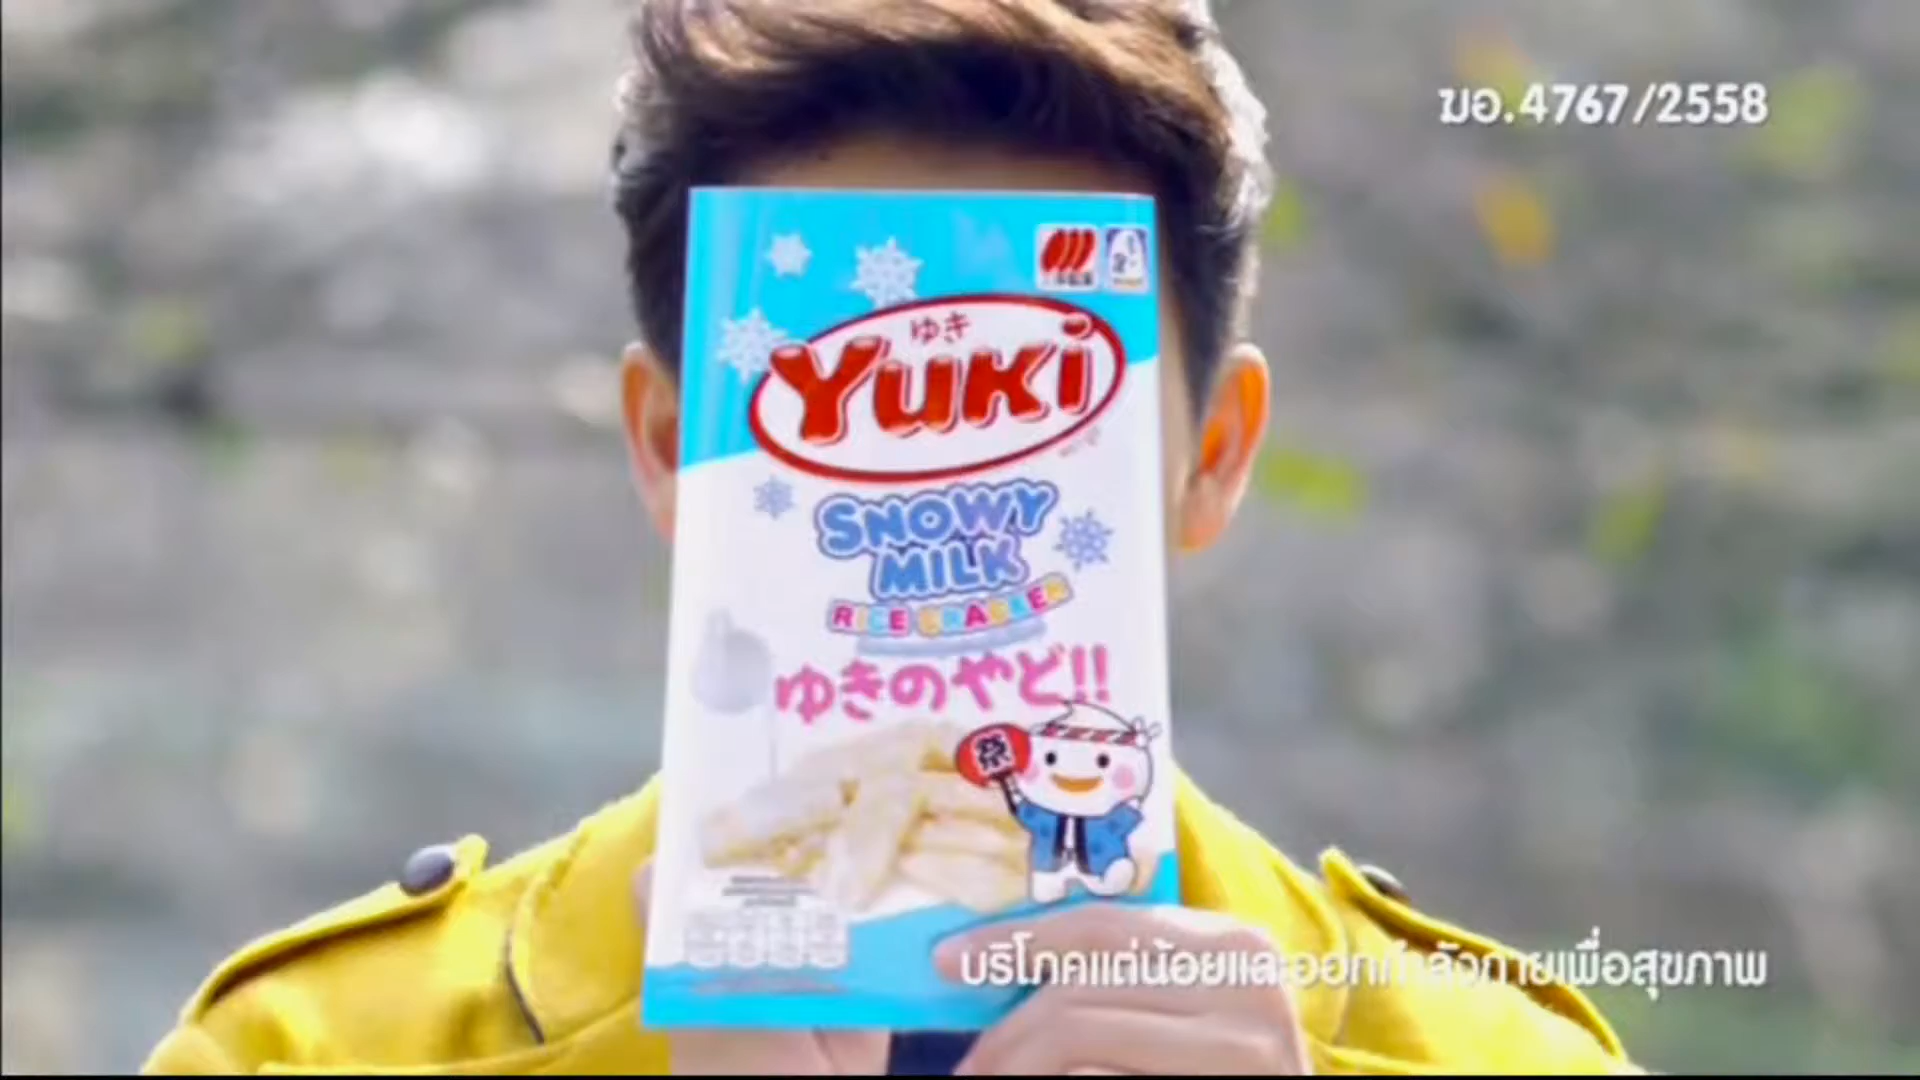 ฆอ.4767/2558
ゆき
Yuki
SNOWY
MILK
RICE CRACKER
ゆきのやど!!
祭
บริโภคแต่น้อยและออกกำลังกายเพื่อสุขภาพ